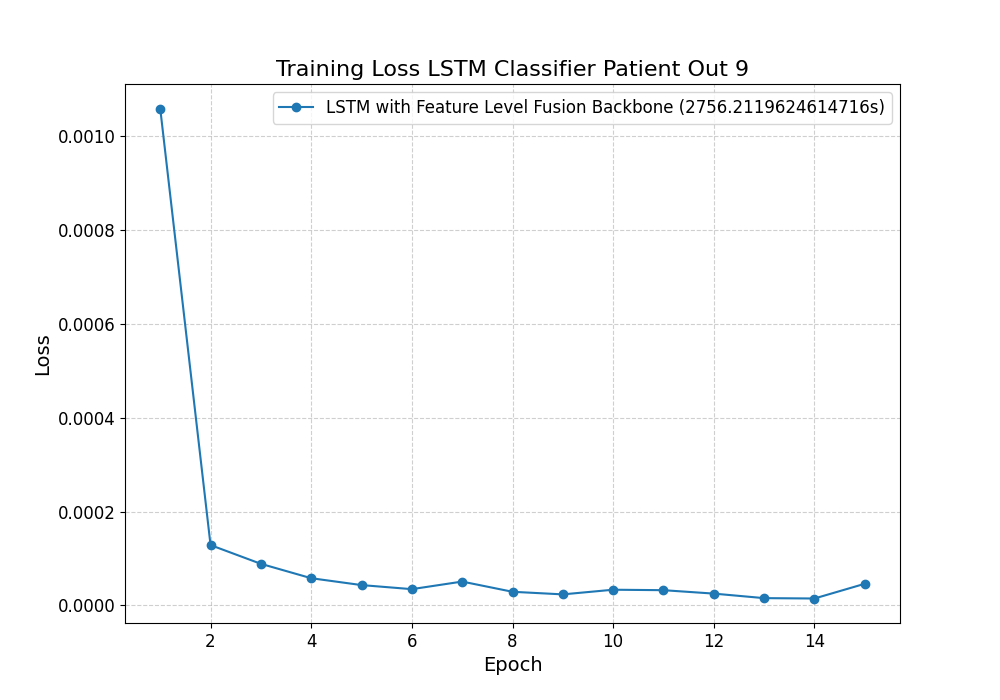 Training Loss LSTM Classifier Patient Out 9
LSTM with Feature Level Fusion Backbone (2756.2119624614716s)
0.0010
0.0008
0.0006
0.0004
0.0002
0.0000
Loss
2 4 6 8 10 12 14
Epoch